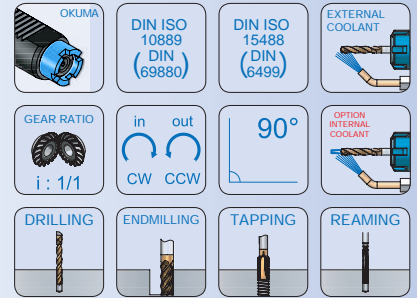 OKUMA
DIN ISO
10889
(DIN
69880)
DIN ISO
15488
(DIN
6499)
EXTERNAL
COOLANT
GEAR RATIO
i : 1/1
in out
CW CCW
90°
OPTION
INTERNAL
COOLANT
DRILLING
ENDMILLING
TAPPING
REAMING